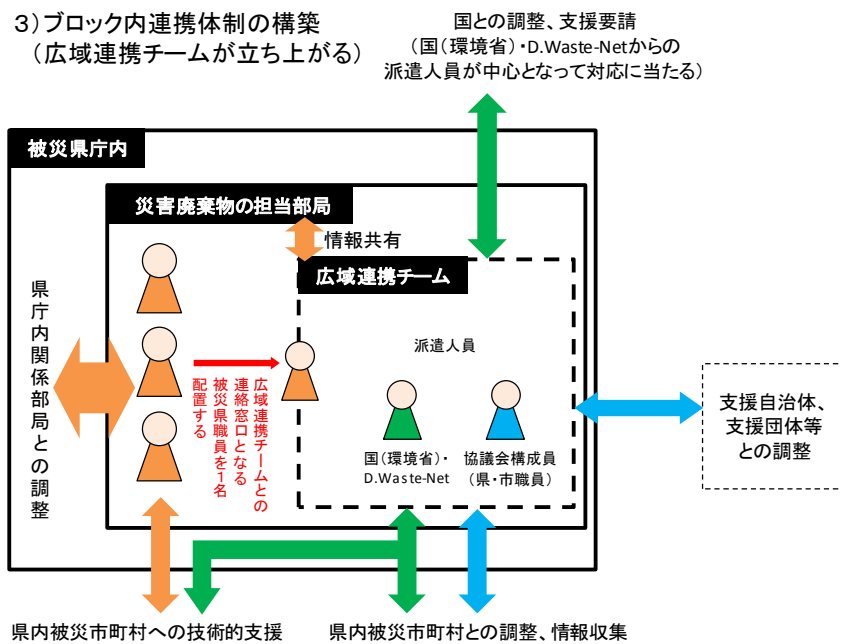 3)ブロック内連携体制の構築
(広域連携チームが立ち上がる)
国との調整、支援要請
(国(環境省)・D.Waste-Netからの
派遣人員が中心となって対応に当たる)
被災県庁内
災害廃棄物の担当部局
情報共有
広域連携チーム
県庁内関係部局との調整
広域連携チームとの
連絡窓口となる
被災県職員を1名
配置する
派遣人員
国(環境省)・
D.Waste-Net
協議会構成員
(県・市職員)
支援自治体、
支援団体等
との調整
県内被災市町村への技術的支援
県内被災市町村との調整、情報収集